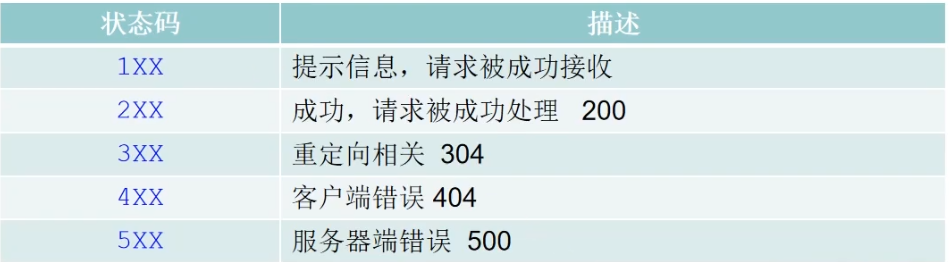 状态码 描述
1XX 提示信息，请求被成功接收
2XX 成功，请求被成功处理 200
3XX 重定向相关 304
4XX 客户端错误 404
5XX 服务器端错误 500